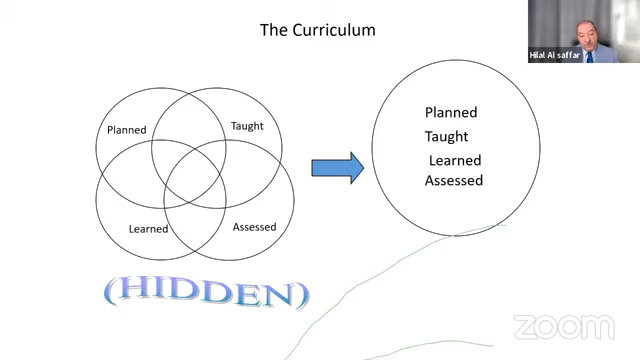 The Curriculum
Hilal Al saffar
Planned
Taught
Learned
Assessed
(HIDDEN)
Planned
Taught
Learned
Assessed
zoom